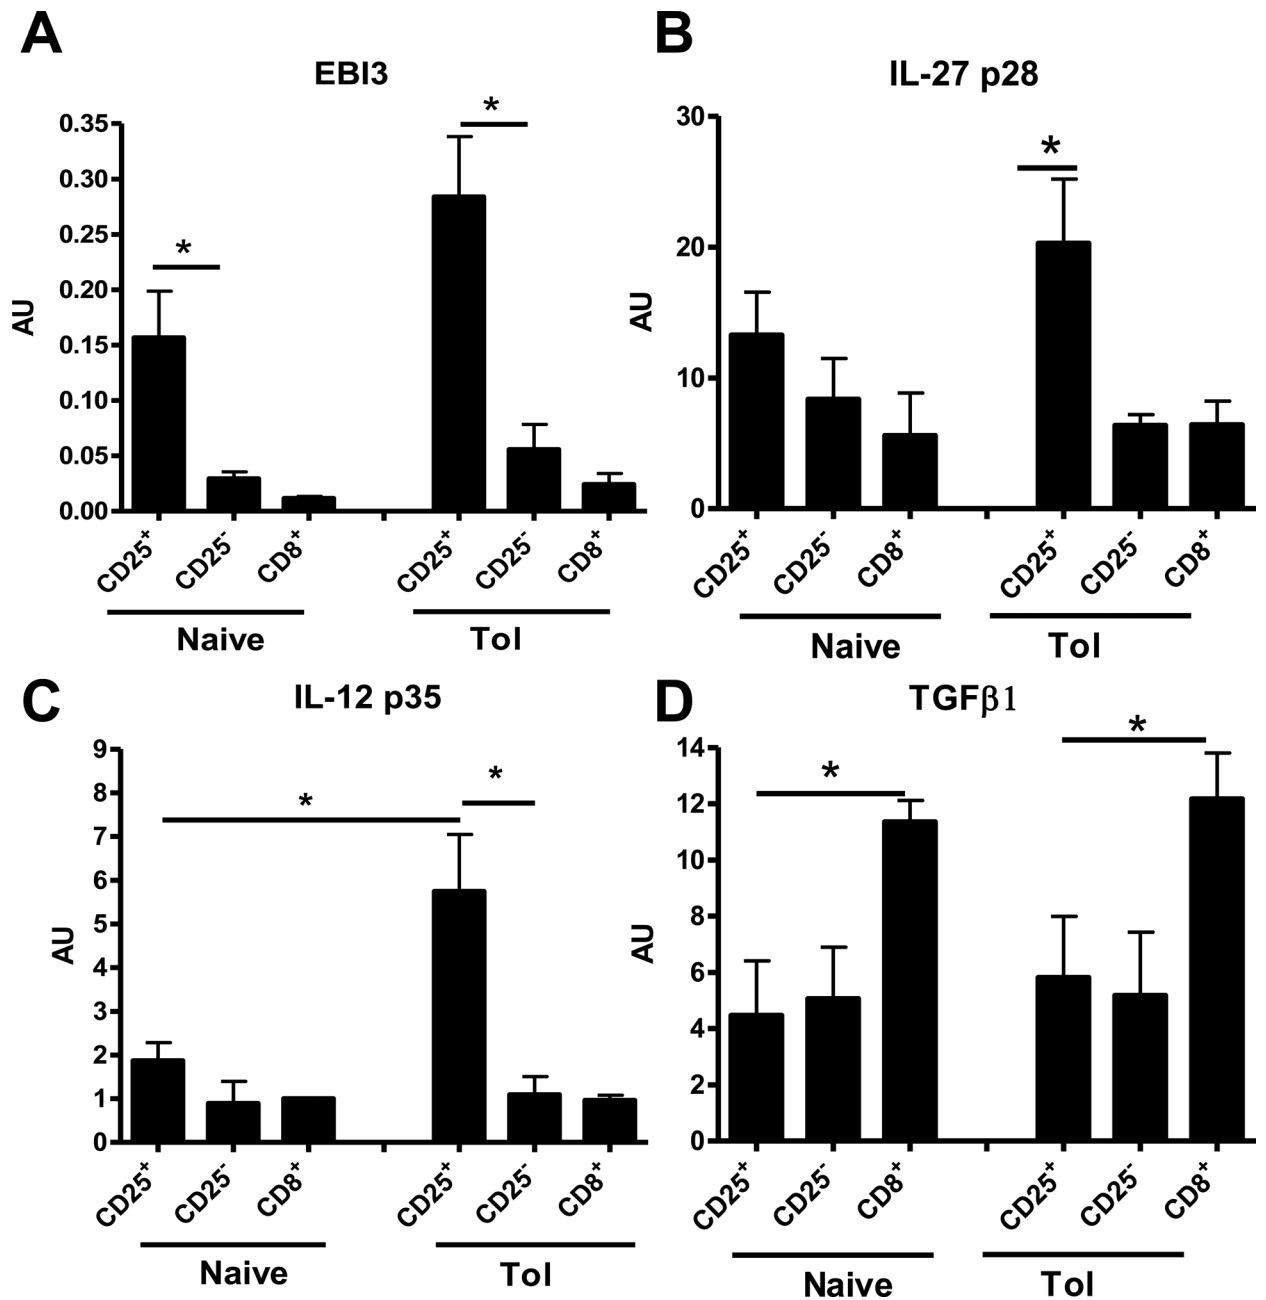 A
EBI3
*
*
0.35
0.30
0.25
0.20
0.15
0.10
0.05
0.00
AU
CD25+
CD25-
CD8+
CD25+
CD25-
CD8+
Naive
Tol
B
IL-27 p28
*
30
20
10
0
AU
CD25+
CD25-
CD8+
CD25+
CD25-
CD8+
Naive
Tol
C
IL-12 p35
*
*
9
8
7
6
5
4
3
2
1
0
AU
CD25+
CD25-
CD8+
CD25+
CD25-
CD8+
Naive
Tol
D
TGFβ1
*
*
14
12
10
8
6
4
2
0
AU
CD25+
CD25-
CD8+
CD25+
CD25-
CD8+
Naive
Tol